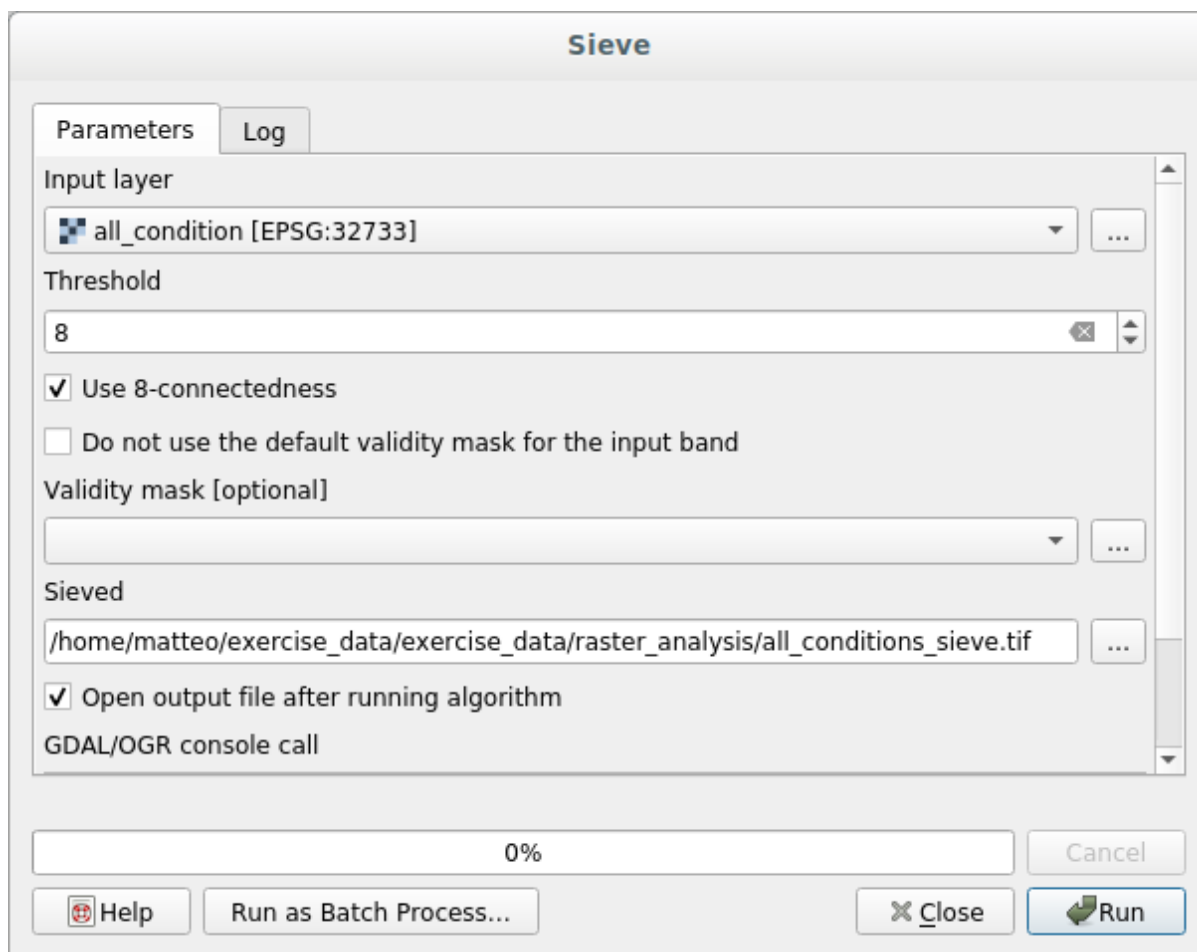 Sieve
Parameters Log
Input layer
all_condition [EPSG:32733] ...
Threshold
8
Use 8-connectedness
Do not use the default validity mask for the input band
Validity mask [optional]
...
Sieved
/home/matteo/exercise_data/exercise_data/raster_analysis/all_conditions_sieve.tif ...
Open output file after running algorithm
GDAL/OGR console call
0% Cancel
Help Run as Batch Process... Close Run